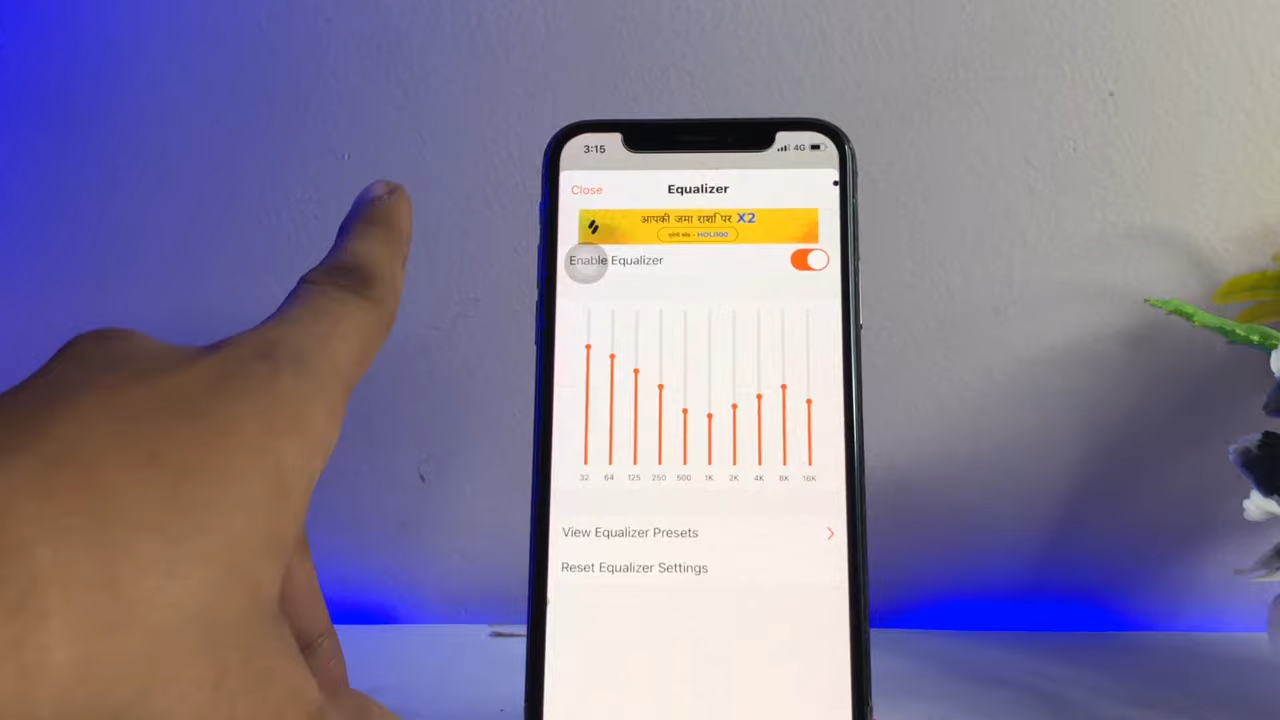 3:15
4G
Close
Equalizer
आपकी जमा राशि पर X2
प्रोमो कोड - HOLI100
Enable Equalizer
32 64 125 250 500 1K 2K 4K 8K 16K
View Equalizer Presets
Reset Equalizer Settings